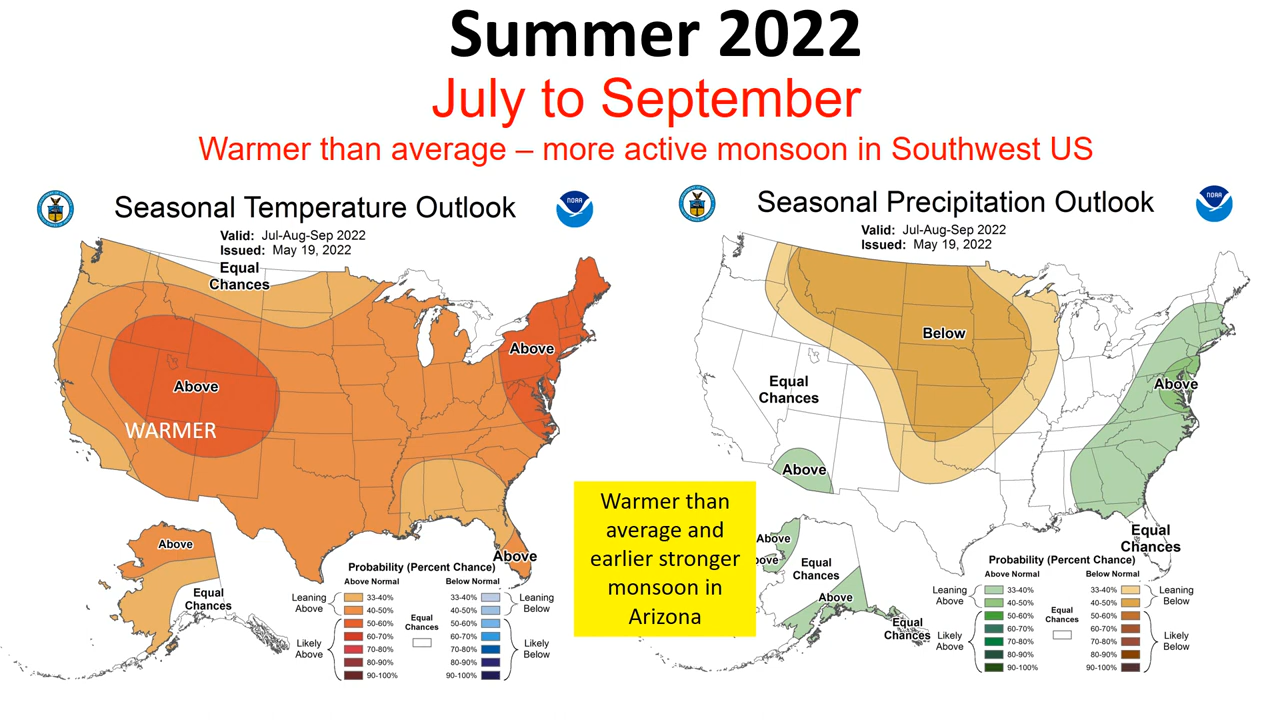 Summer 2022
July to September
Warmer than average – more active monsoon in Southwest US
NOAA
Seasonal Temperature Outlook
Valid: Jul-Aug-Sep 2022
Issued: May 19, 2022
Equal
Chances
Above
Above
WARMER
Above
Above
Equal
Chances
Probability (Percent Chance)
Above Normal
Below Normal
Leaning
Above
33-40%
40-50%
Likely
Above
50-60%
60-70%
70-80%
80-90%
90-100%
Equal
Chances
33-40%
40-50%
Leaning
Below
50-60%
60-70%
70-80%
80-90%
90-100%
Likely
Below
NOAA
Seasonal Precipitation Outlook
Valid: Jul-Aug-Sep 2022
Issued: May 19, 2022
Below
Equal
Chances
Above
Above
Equal
Chances
Warmer than
average and
earlier stronger
monsoon in
Arizona
Above
bove
Equal
Chances
Above
Equal
Chances
Probability (Percent Chance)
Above Normal
Below Normal
Leaning
Above
33-40%
40-50%
Likely
Above
50-60%
60-70%
70-80%
80-90%
90-100%
Equal
Chances
33-40%
40-50%
Leaning
Below
50-60%
60-70%
70-80%
80-90%
90-100%
Likely
Below